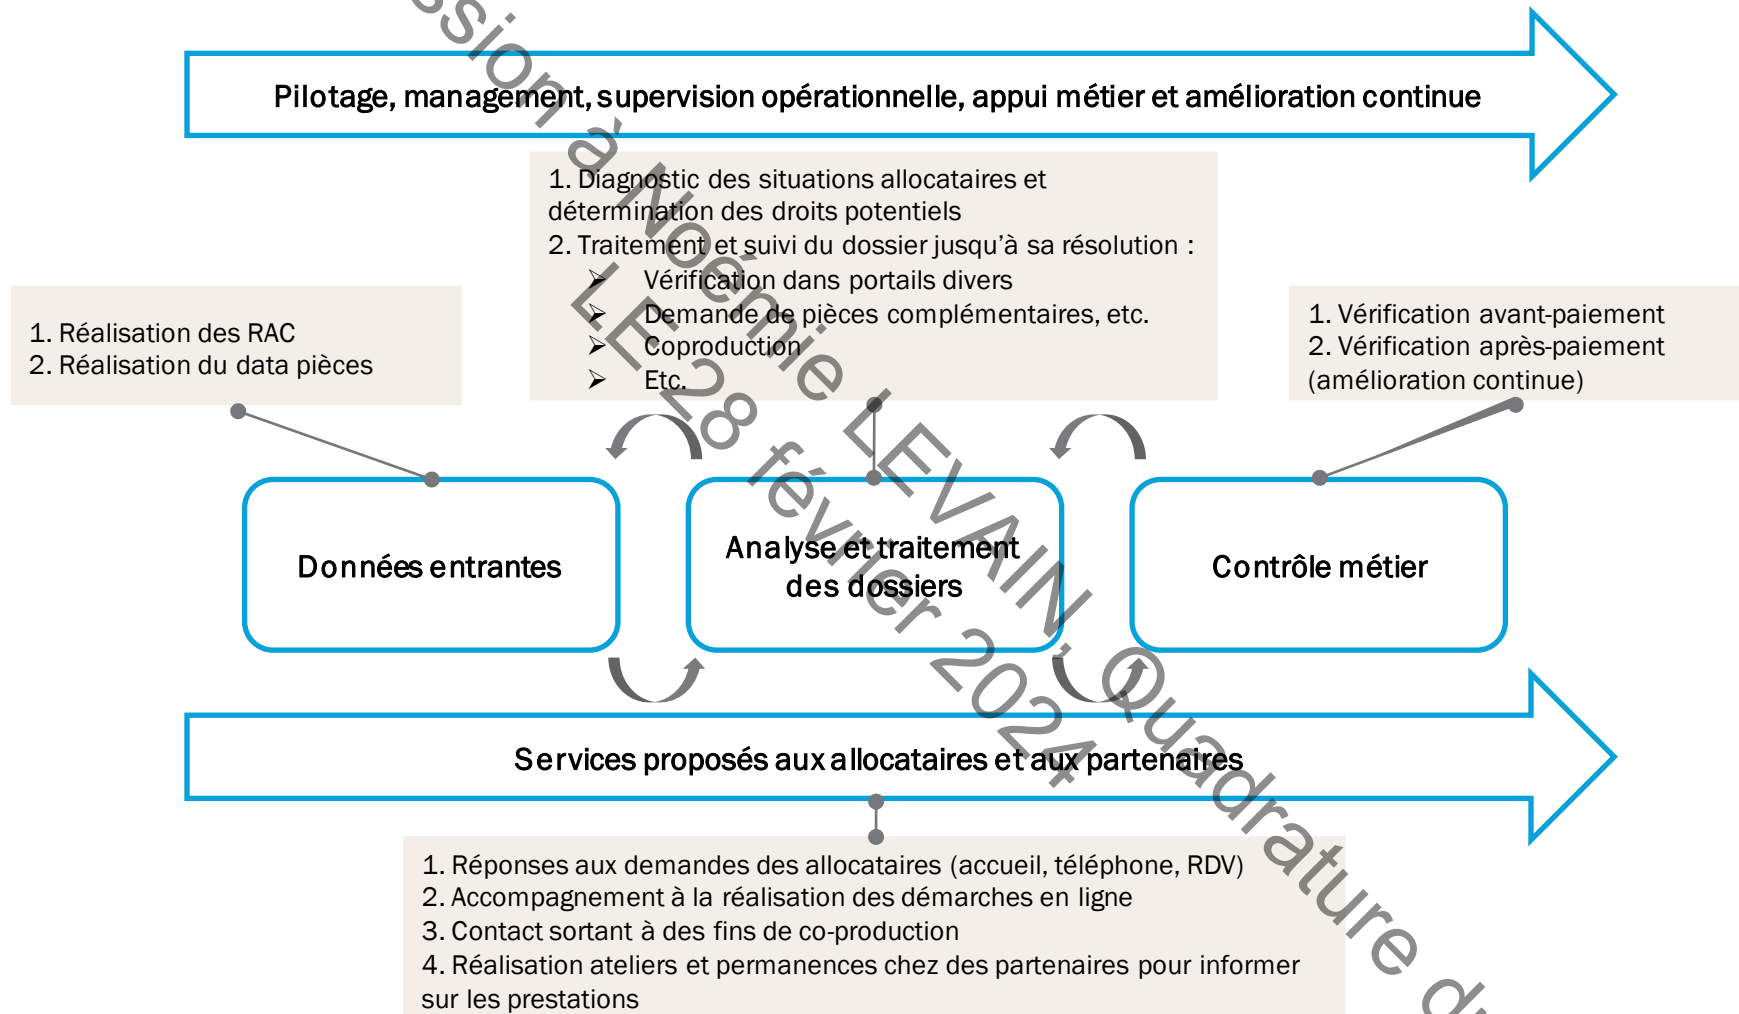 Pilotage, management, supervision opérationnelle, appui métier et amélioration continue
1. Diagnostic des situations allocataires et
détermination des droits potentiels
2. Traitement et suivi du dossier jusqu'à sa résolution :
➢ Vérification dans portails divers
➢ Demande de pièces complémentaires, etc.
➢ Coproduction
➢ Etc.
1. Réalisation des RAC
2. Réalisation du data pièces
1. Vérification avant-paiement
2. Vérification après-paiement
(amélioration continue)
Données entrantes
Analyse et traitement
des dossiers
Contrôle métier
Services proposés aux allocataires et aux partenaires
1. Réponses aux demandes des allocataires (accueil, téléphone, RDV)
2. Accompagnement à la réalisation des démarches en ligne
3. Contact sortant à des fins de co-production
4. Réalisation ateliers et permanences chez des partenaires pour informer
sur les prestations
à Noémie LEVAIN, Quadrature
LE 28 février 2024